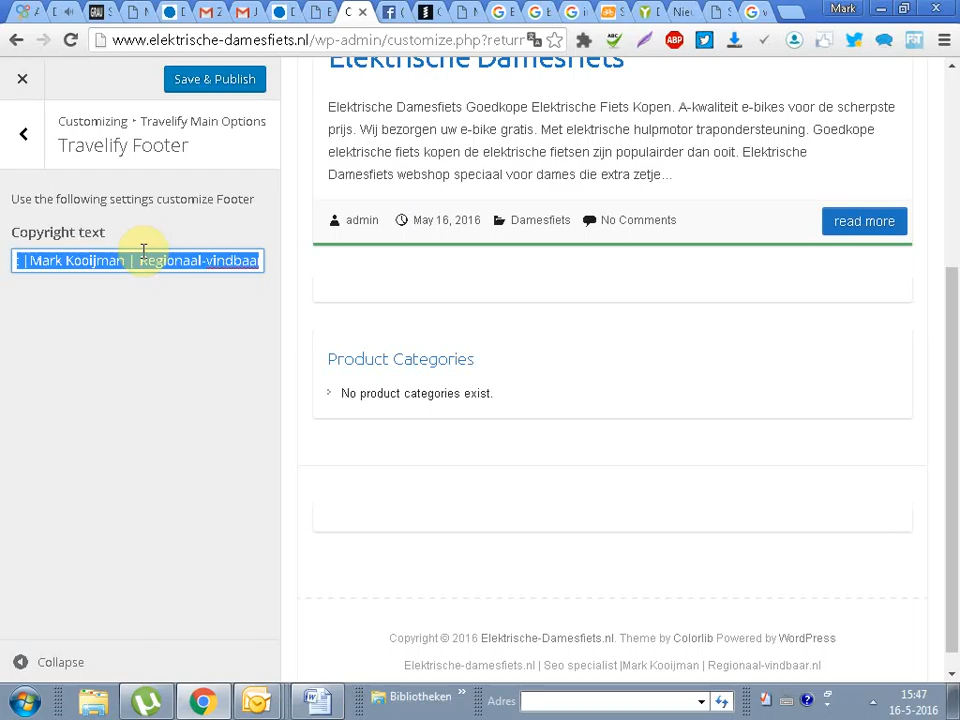 Mark
www.elektrische-damesfiets.nl/wp-admin/customize.php?return
Save & Publish
Customizing ‣ Travelify Main Options
Travelify Footer
Use the following settings customize Footer
Copyright text
|Mark Kooijman | Regionaal-vindbaar
Collapse
Elektrische Damesfiets
Elektrische Damesfiets Goedkope Elektrische Fiets Kopen. A-kwaliteit e-bikes voor de scherpste
prijs. Wij bezorgen uw e-bike gratis. Met elektrische hulpmotor trapondersteuning. Goedkope
elektrische fiets kopen de elektrische fietsen zijn populairder dan ooit. Elektrische
Damesfiets webshop speciaal voor dames die extra zetje...
admin May 16, 2016 Damesfiets No Comments
read more
Product Categories
No product categories exist.
Copyright © 2016 Elektrische-Damesfiets.nl. Theme by Colorlib Powered by WordPress
Elektrische-damesfiets.nl | Seo specialist |Mark Kooijman | Regionaal-vindbaar.nl
Bibliotheken
Adres
15:47
16-5-2016